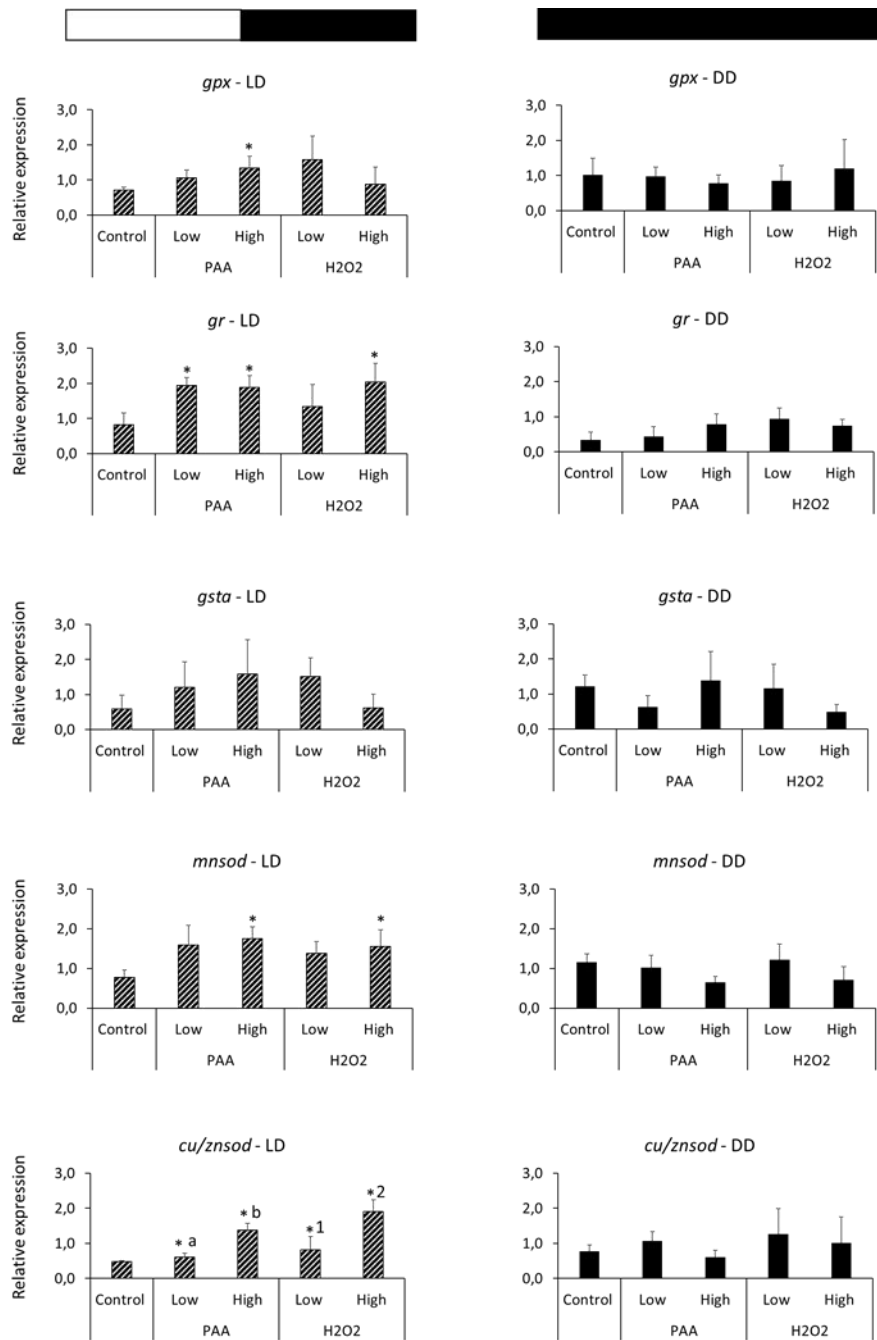 gpx - LD
Relative expression
3,0
2,0
1,0
0,0
*
Control Low High Low High
PAA H2O2
gpx - DD
3,0
2,0
1,0
0,0
Control Low High Low High
PAA H2O2
gr - LD
Relative expression
3,0
2,0
1,0
0,0
* * *
Control Low High Low High
PAA H2O2
gr - DD
3,0
2,0
1,0
0,0
Control Low High Low High
PAA H2O2
gsta - LD
Relative expression
3,0
2,0
1,0
0,0
Control Low High Low High
PAA H2O2
gsta - DD
3,0
2,0
1,0
0,0
Control Low High Low High
PAA H2O2
mnsod - LD
Relative expression
3,0
2,0
1,0
0,0
* *
Control Low High Low High
PAA H2O2
mnsod - DD
3,0
2,0
1,0
0,0
Control Low High Low High
PAA H2O2
cu/znsod - LD
Relative expression
3,0
2,0
1,0
0,0
* a * b *1 *2
Control Low High Low High
PAA H2O2
cu/znsod - DD
3,0
2,0
1,0
0,0
Control Low High Low High
PAA H2O2